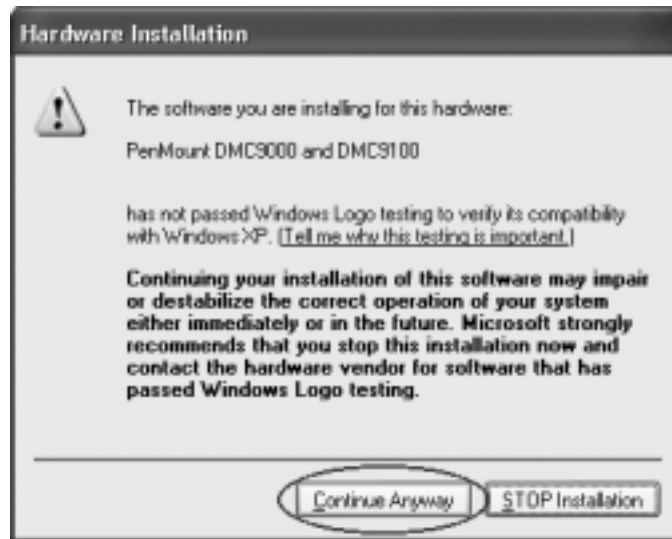 Hardware Installation
The software you are installing for this hardware:
PenMount DMC9000 and DMC9100
has not passed Windows Logo testing to verify its compatibility
with Windows XP. (Tell me why this testing is important.)
Continuing your installation of this software may impair
or destabilize the correct operation of your system
either immediately or in the future. Microsoft strongly
recommends that you stop this installation now and
contact the hardware vendor for software that has
passed Windows Logo testing.
Continue Anyway STOP Installation